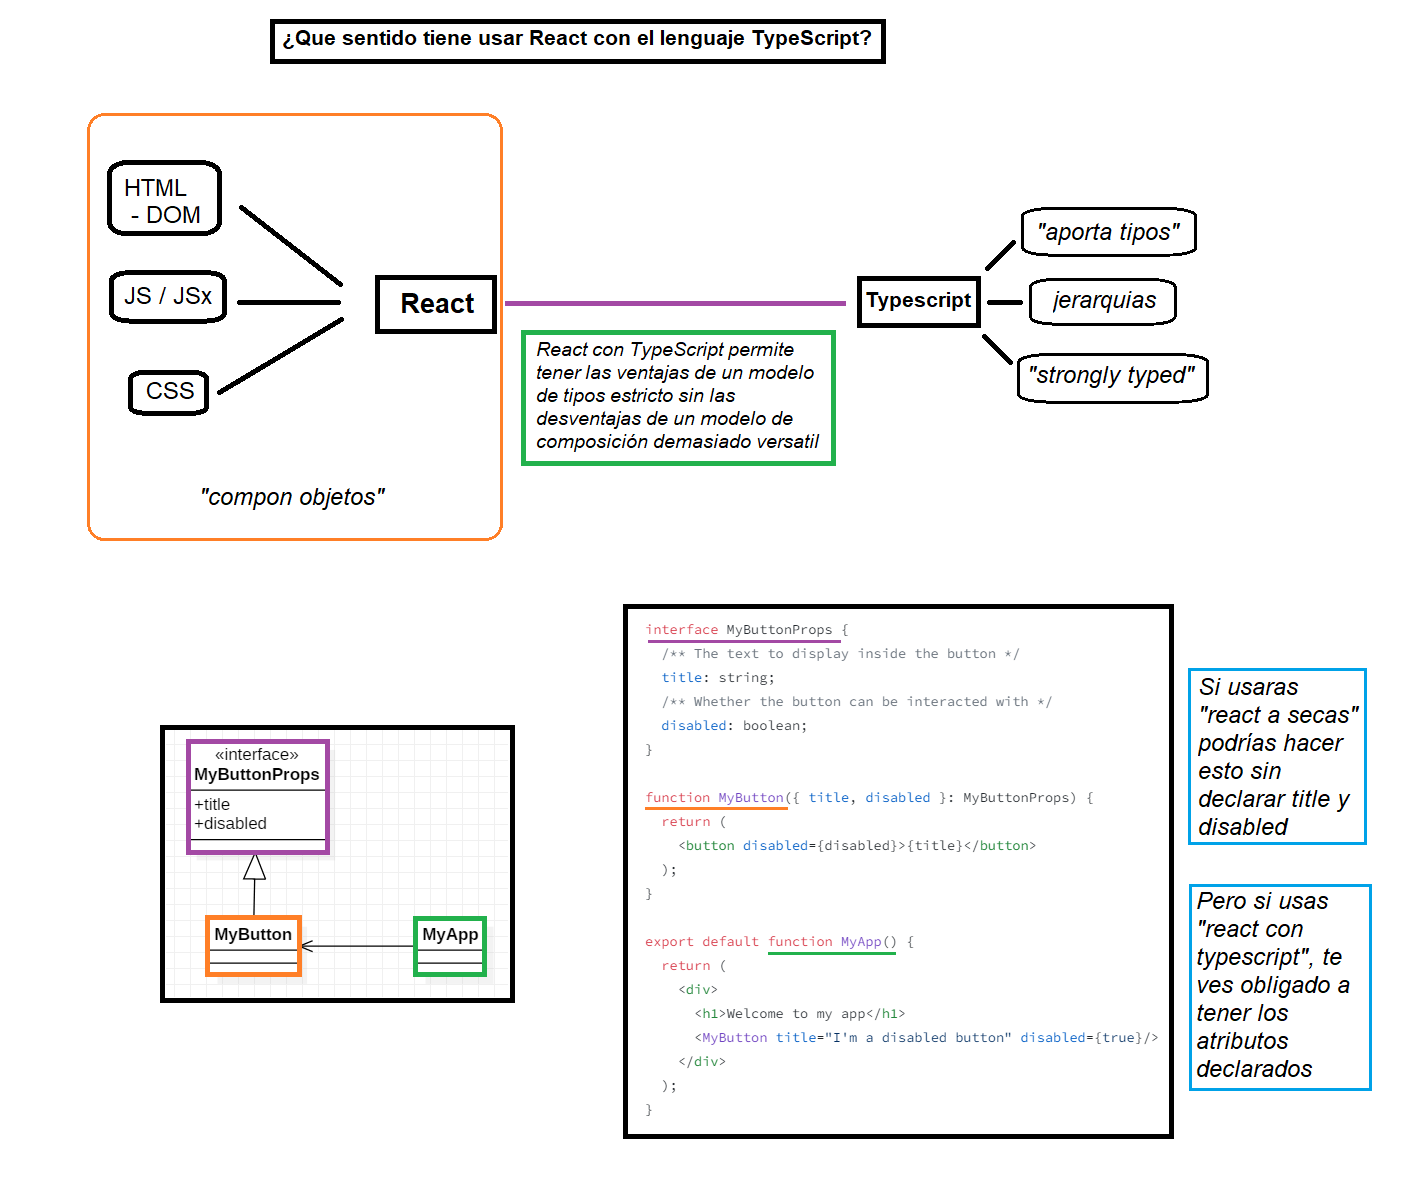 ¿Que sentido tiene usar React con el lenguaje TypeScript?
HTML
- DOM
JS / JSx
CSS
React
"compon objetos"
React con TypeScript permite
tener las ventajas de un modelo
de tipos estricto sin las
desventajas de un modelo de
composición demasiado versatil
Typescript
"aporta tipos"
jerarquias
"strongly typed"
«interface»
MyButtonProps
+title
+disabled
MyButton
MyApp
interface MyButtonProps {
/** The text to display inside the button */
title: string;
/** Whether the button can be interacted with */
disabled: boolean;
}
function MyButton({ title, disabled }: MyButtonProps) {
return (
<button disabled={disabled}>{title}</button>
);
}
export default function MyApp() {
return (
<div>
<h1>Welcome to my app</h1>
<MyButton title="I'm a disabled button" disabled={true}/>
</div>
);
}
Si usaras
"react a secas"
podrías hacer
esto sin
declarar title y
disabled
Pero si usas
"react con
typescript", te
ves obligado a
tener los
atributos
declarados